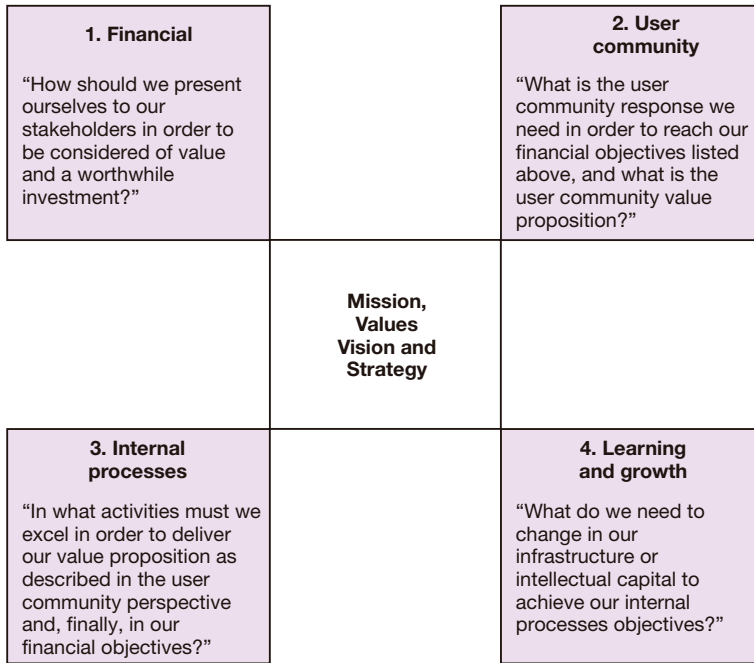 1. Financial
“How should we present
ourselves to our
stakeholders in order to
be considered of value
and a worthwhile
investment?”
2. User
community
“What is the user
community response we
need in order to reach our
financial objectives listed
above, and what is the
user community value
proposition?”
Mission,
Values
Vision and
Strategy
3. Internal
processes
“In what activities must we
excel in order to deliver
our value proposition as
described in the user
community perspective
and, finally, in our
financial objectives?”
4. Learning
and growth
“What do we need to
change in our
infrastructure or
intellectual capital to
achieve our internal
processes objectives?”